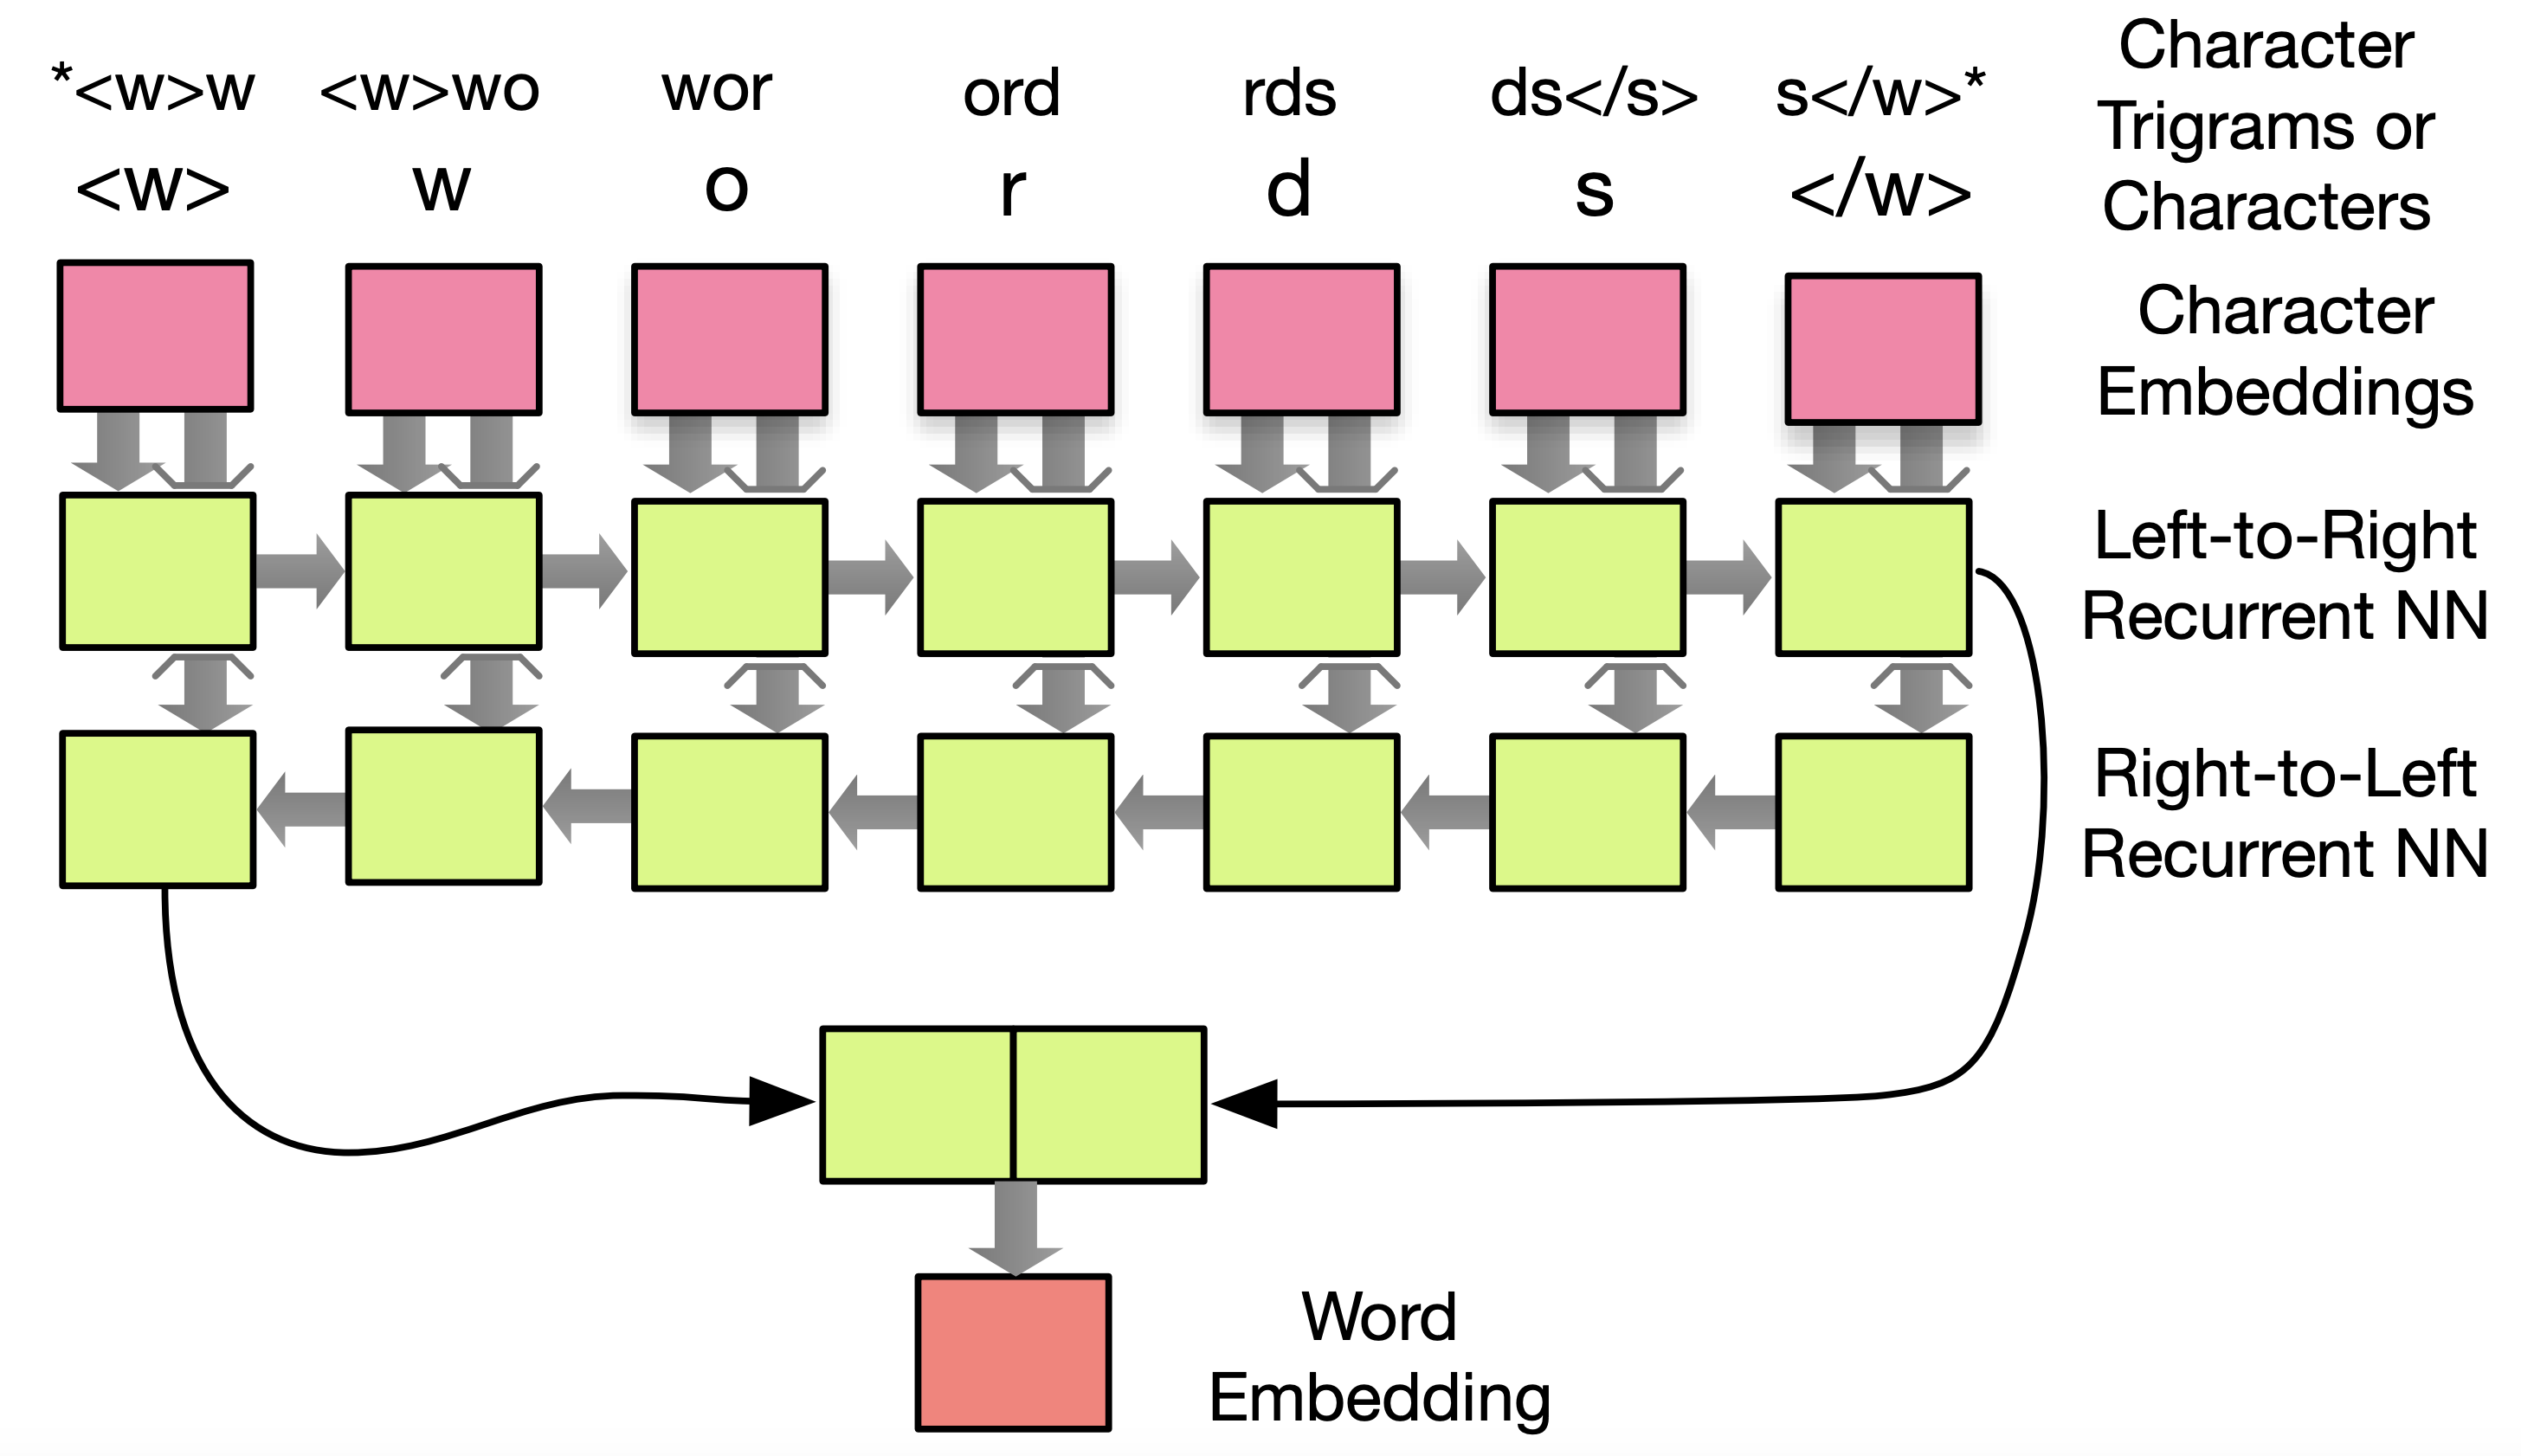 *<w>w <w>wo wor ord rds ds</s> s</w>*
<w> w o r d s </w>
Character
Trigrams or
Characters
Character
Embeddings
Left-to-Right
Recurrent NN
Right-to-Left
Recurrent NN
Word
Embedding